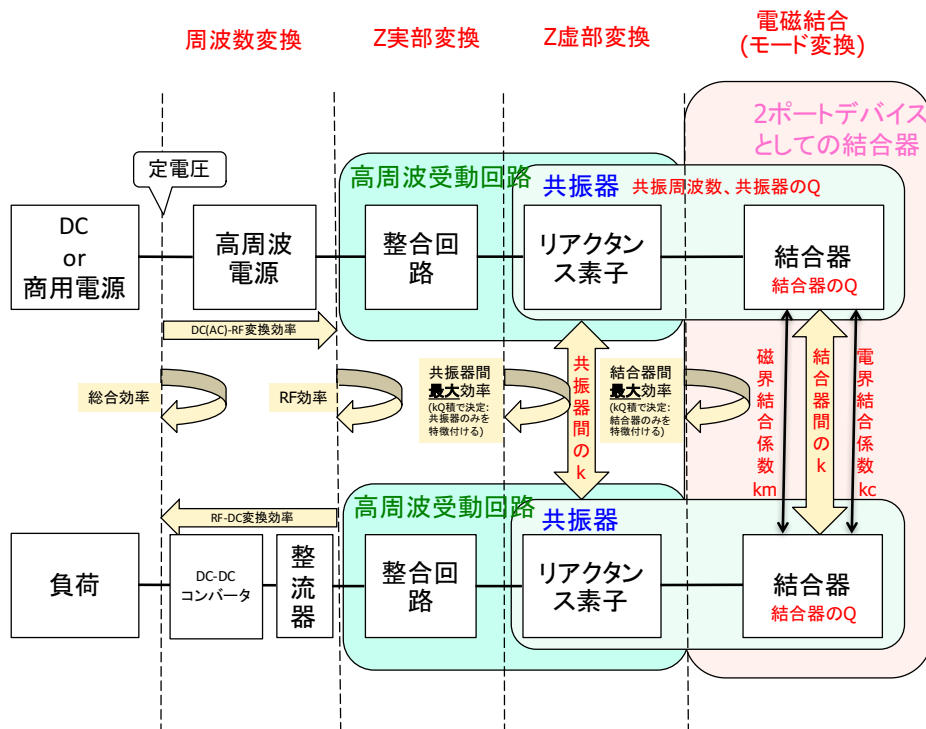 周波数変換
Z実部変換
Z虚部変換
電磁結合
(モード変換)
2ポートデバイス
としての結合器
定電圧
高周波受動回路
共振器
共振周波数、共振器のQ
DC
or
商用電源
高周波
電源
整合回
路
リアクタン
ス素子
結合器
結合器のQ
DC(AC)-RF変換効率
総合効率
RF効率
共振器間
最大効率
(kQ積で決定:
共振器のみを
特徴付ける)
共振器間のk
結合器間
最大効率
(kQ積で決定:
結合器のみを
特徴付ける)
磁界結合係数
km
結合器間のk
電界結合係数
kc
RF-DC変換効率
高周波受動回路
共振器
負荷
DC-DC
コンバータ
整流器
整合回
路
リアクタン
ス素子
結合器
結合器のQ